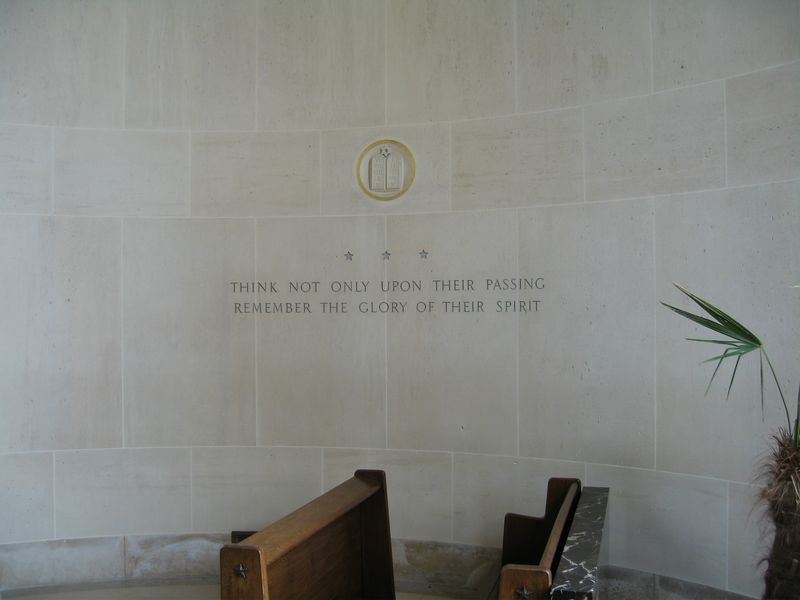 THINK NOT ONLY UPON THEIR PASSING
REMEMBER THE GLORY OF THEIR SPIRIT